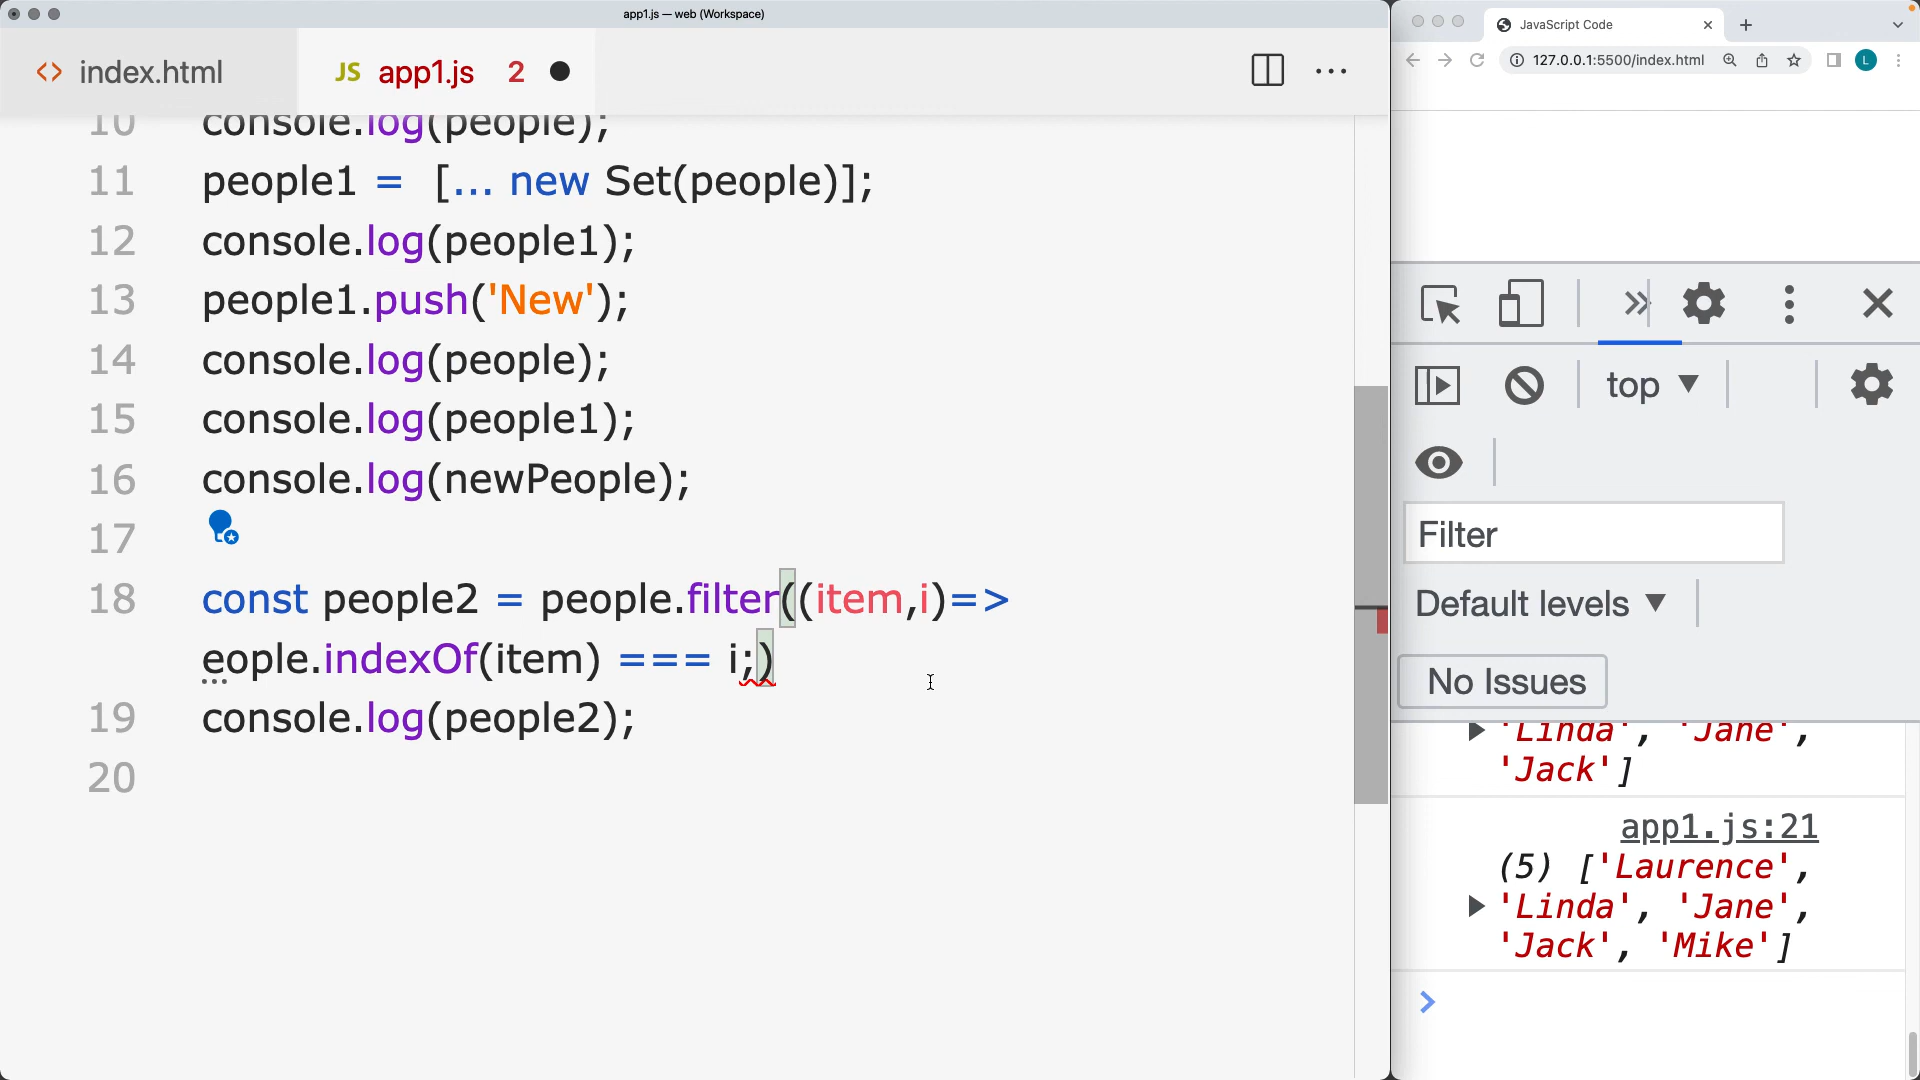 app1.js — web (Workspace)
index.html
JS app1.js 2
10 console.log(people);
11 people1 = [... new Set(people)];
12 console.log(people1);
13 people1.push('New');
14 console.log(people);
15 console.log(people1);
16 console.log(newPeople);
17
18 const people2 = people.filter((item,i)=>
eople.indexOf(item) === i;)
19 console.log(people2);
20
JavaScript Code
127.0.0.1:5500/index.html
L
top
Filter
Default levels
No Issues
'Linda', 'Jane',
'Jack']
app1.js:21
(5) ['Laurence',
'Linda', 'Jane',
'Jack', 'Mike']